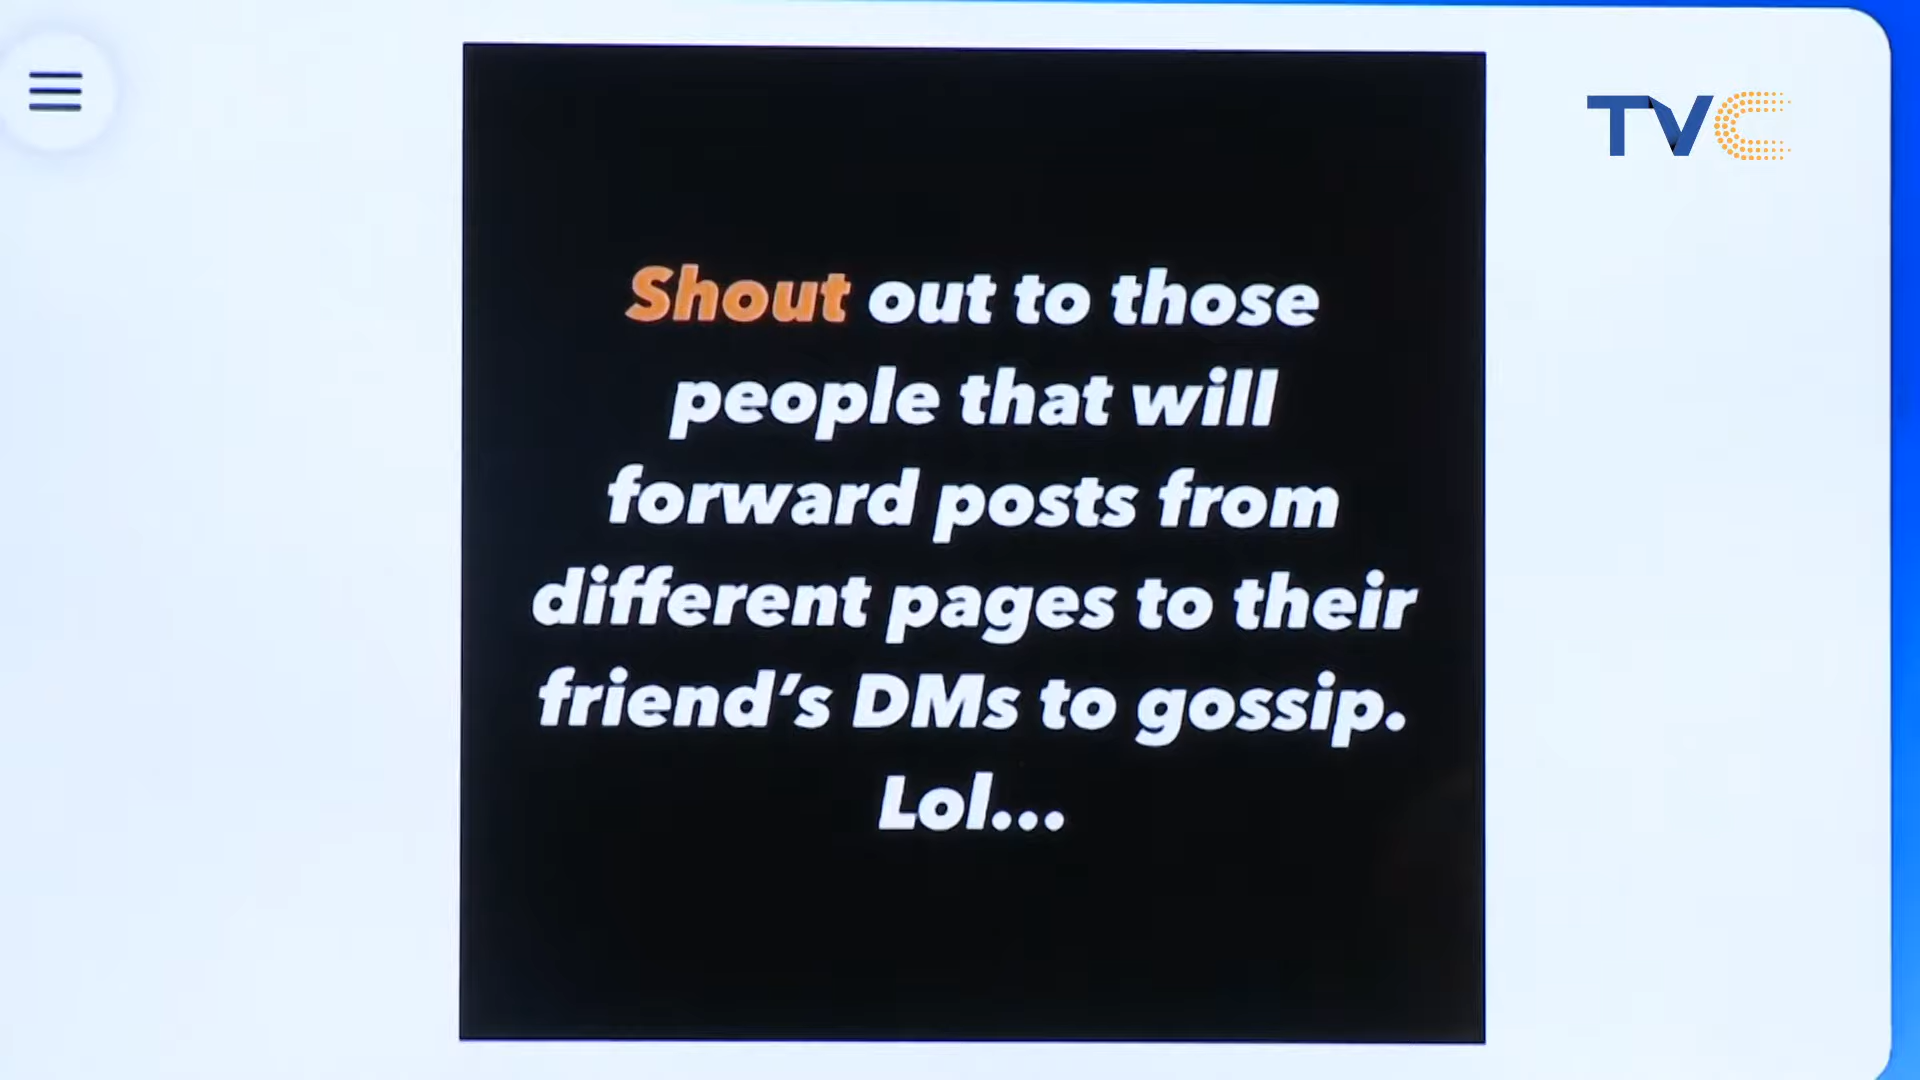 TVC
Shout out to those
people that will
forward posts from
different pages to their
friend's DMs to gossip.
Lol...